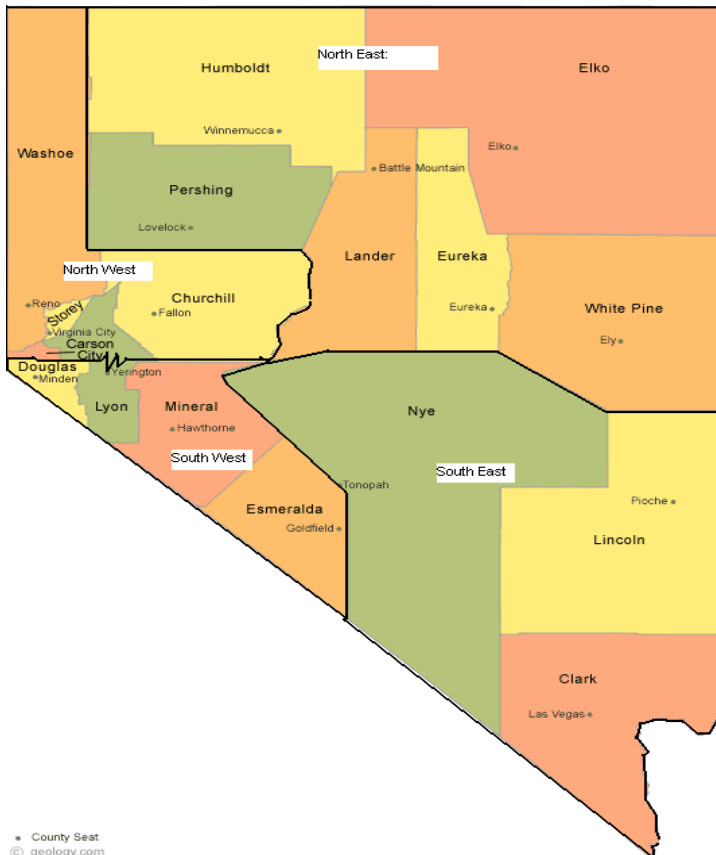 North East:
Humboldt
Elko
Winnemucca
Elko
Washoe
Battle Mountain
Pershing
Lovelock
Lander
Eureka
North West
Churchill
Reno
Storey
Fallon
Eureka
White Pine
Virginia City
Carson
City
Ely
Douglas
Minden
Yerington
Lyon
Mineral
Nye
Hawthorne
South West
South East
Tonopah
Pioche
Esmeralda
Goldfield
Lincoln
Clark
Las Vegas
County Seat
© geology.com